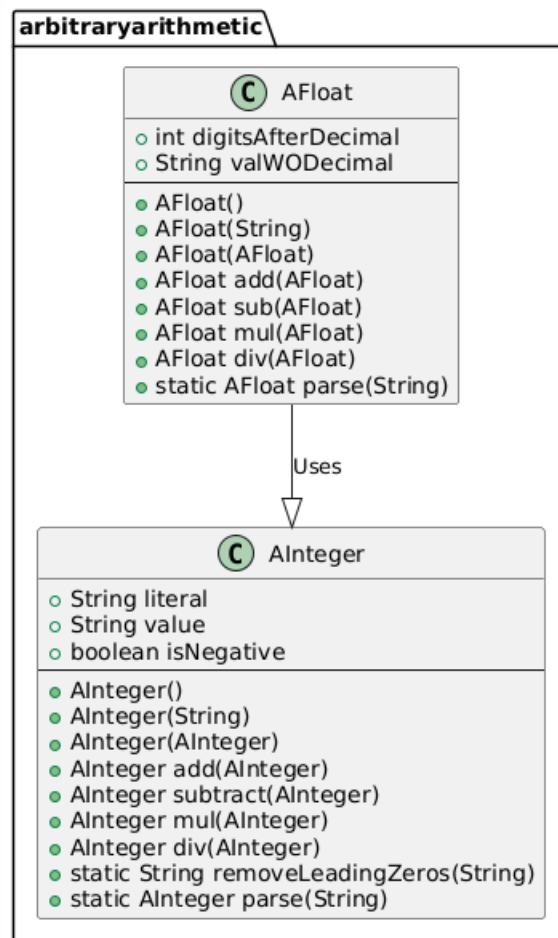 arbitraryarithmetic
C AFloat
int digitsAfterDecimal
String valWODecimal
AFloat()
AFloat(String)
AFloat(AFloat)
AFloat add(AFloat)
AFloat sub(AFloat)
AFloat mul(AFloat)
AFloat div(AFloat)
static AFloat parse(String)
Uses
C AInteger
String literal
String value
boolean isNegative
AInteger()
AInteger(String)
AInteger(AInteger)
AInteger add(AInteger)
AInteger subtract(AInteger)
AInteger mul(AInteger)
AInteger div(AInteger)
static String removeLeadingZeros(String)
static AInteger parse(String)